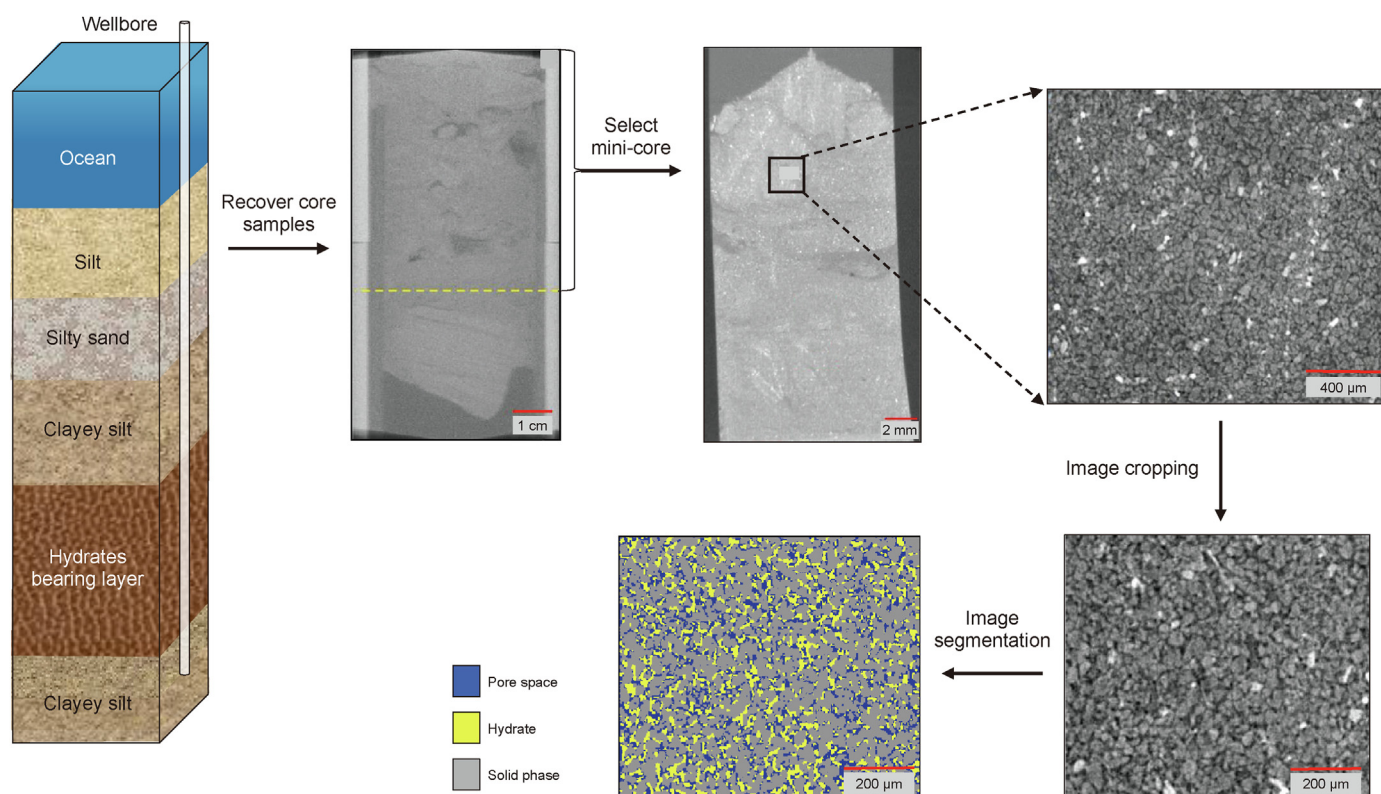 Wellbore
Ocean
Silt
Silty sand
Clayey silt
Hydrates
bearing layer
Clayey silt
Recover core
samples
1 cm
Select
mini-core
2 mm
400 µm
Image cropping
200 µm
Image
segmentation
200 µm
Pore space
Hydrate
Solid phase